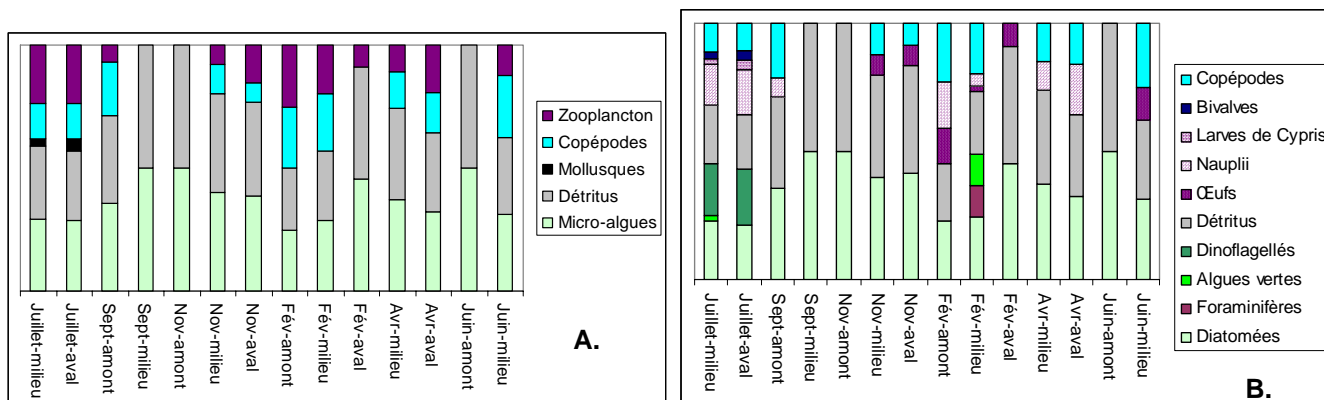 Zooplancton
Copépodes
Mollusques
Détritus
Micro-algues
Juillet-milieu
Juillet-aval
Sept-amont
Sept-milieu
Nov-amont
Nov-milieu
Nov-aval
Fév-amont
Fév-milieu
Fév-aval
Avr-milieu
Avr-aval
Juin-amont
Juin-milieu
A.
Copépodes
Bivalves
Larves de Cypris
Nauplii
Œufs
Détritus
Dinoflagellés
Algues vertes
Foraminifères
Diatomées
Juillet-milieu
Juillet-aval
Sept-amont
Sept-milieu
Nov-amont
Nov-milieu
Nov-aval
Fév-amont
Fév-milieu
Fév-aval
Avr-milieu
Avr-aval
Juin-amont
Juin-milieu
B.